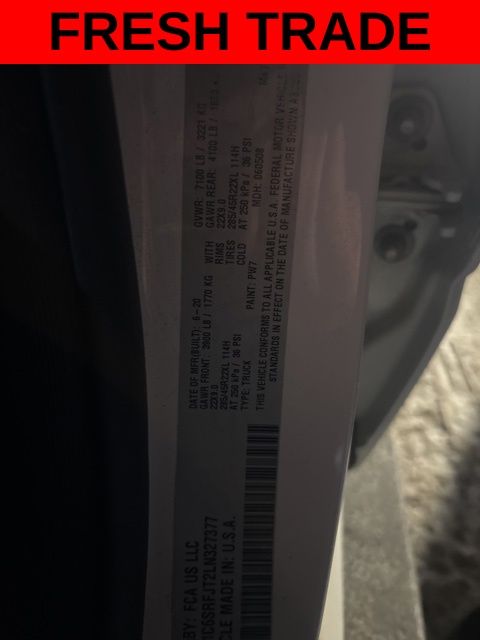 FRESH TRADE
BY: FCA US LLC
DATE OF MFR(BUILT): 6-20
GVWR: 7100 LB / 3221 KG
GAWR FRONT: 3900 LB / 1770 KG WITH
GAWR REAR: 4100 LB /
22X9.0 RIMS
22X9.0
285/45R22XL 114H TIRES
285/45R22XL 114H
AT 250 kPa / 36 PSI COLD
AT 250 kPa / 36 PSI
TYPE: TRUCK
PAINT: PW7
MDH: 060508
THIS VEHICLE CONFORMS TO ALL APPLICABLE U.S.A. FEDERAL MOTOR VEHICLE
STANDARDS IN EFFECT ON THE DATE OF MANUFACTURE SHOWN
1C6SRFJT2LN327377
CLE MADE IN: U.S.A.